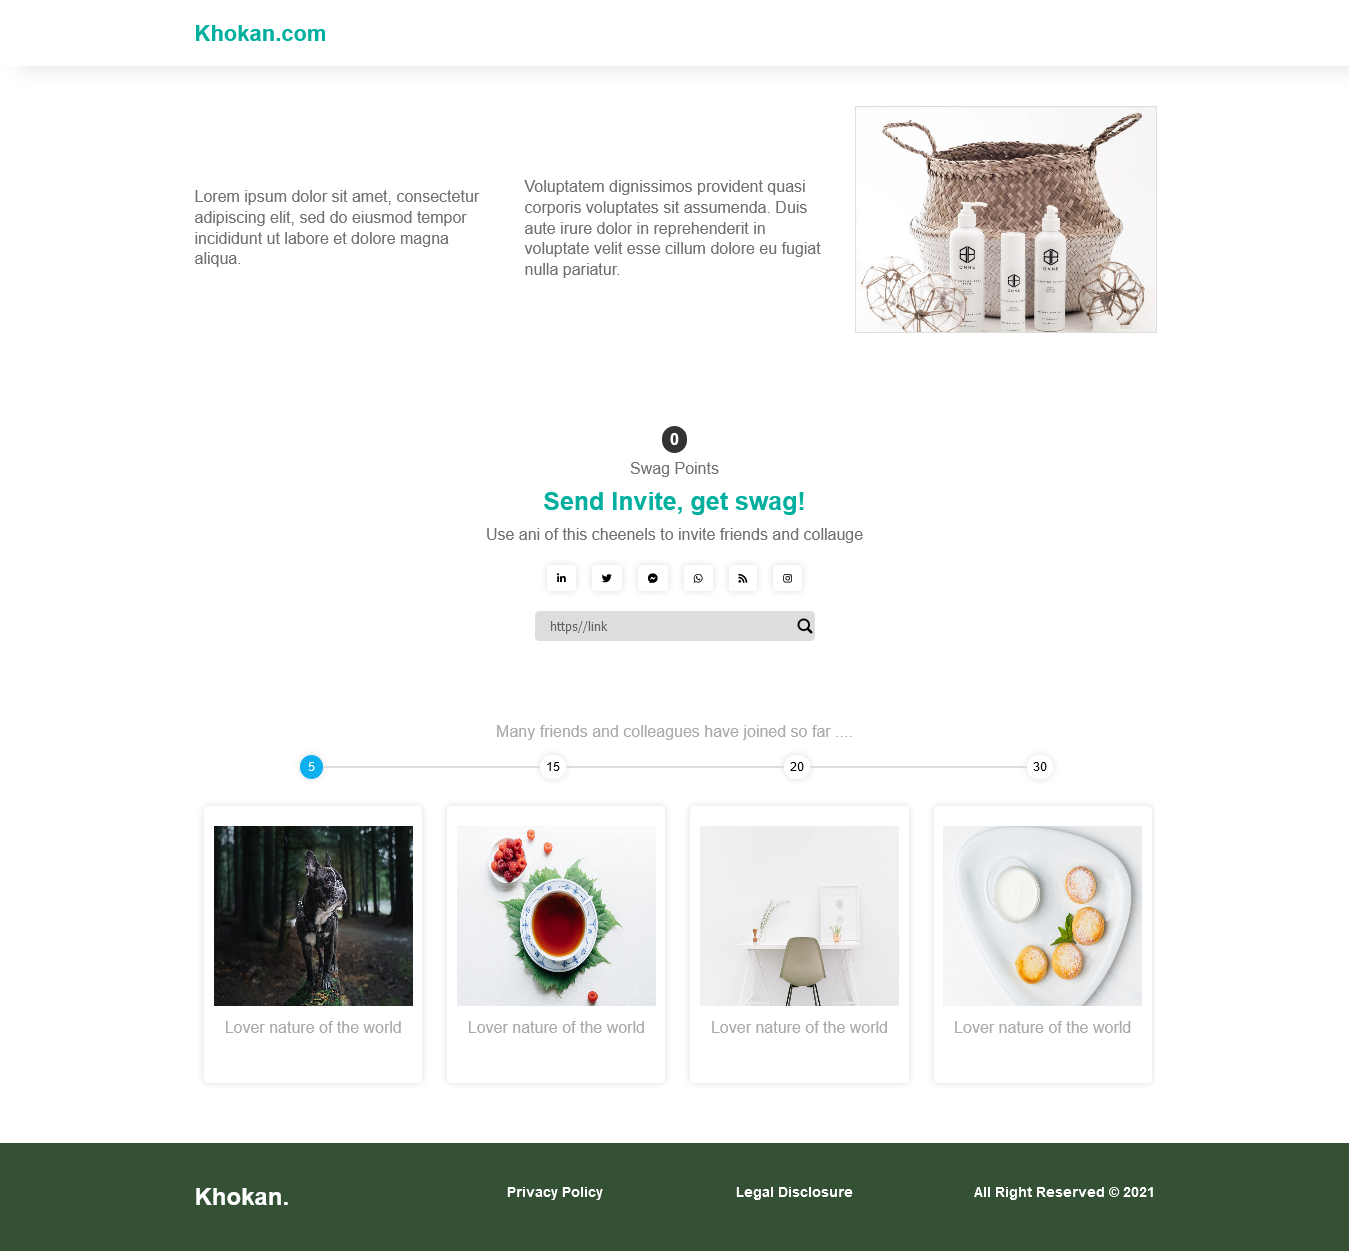 Khokan.com
Lorem ipsum dolor sit amet, consectetur
adipiscing elit, sed do eiusmod tempor
incididunt ut labore et dolore magna
aliqua.
Voluptatem dignissimos provident quasi
corporis voluptates sit assumenda. Duis
aute irure dolor in reprehenderit in
voluptate velit esse cillum dolore eu fugiat
nulla pariatur.
ONNE
ONNE
ONNE
0
Swag Points
Send Invite, get swag!
Use ani of this cheenels to invite friends and collauge
in
https//link
Many friends and colleagues have joined so far ....
5
15
20
30
Lover nature of the world
Lover nature of the world
Lover nature of the world
Lover nature of the world
Khokan.
Privacy Policy
Legal Disclosure
All Right Reserved © 2021